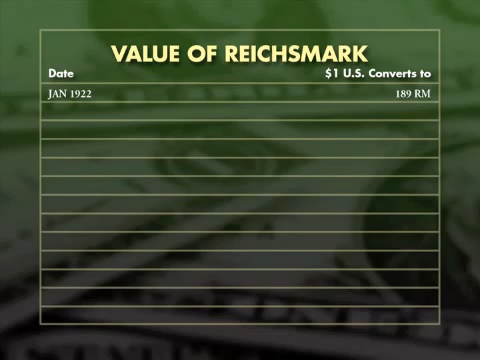 VALUE OF REICHSMARK
Date $1 U.S. Converts to
JAN 1922 189 RM